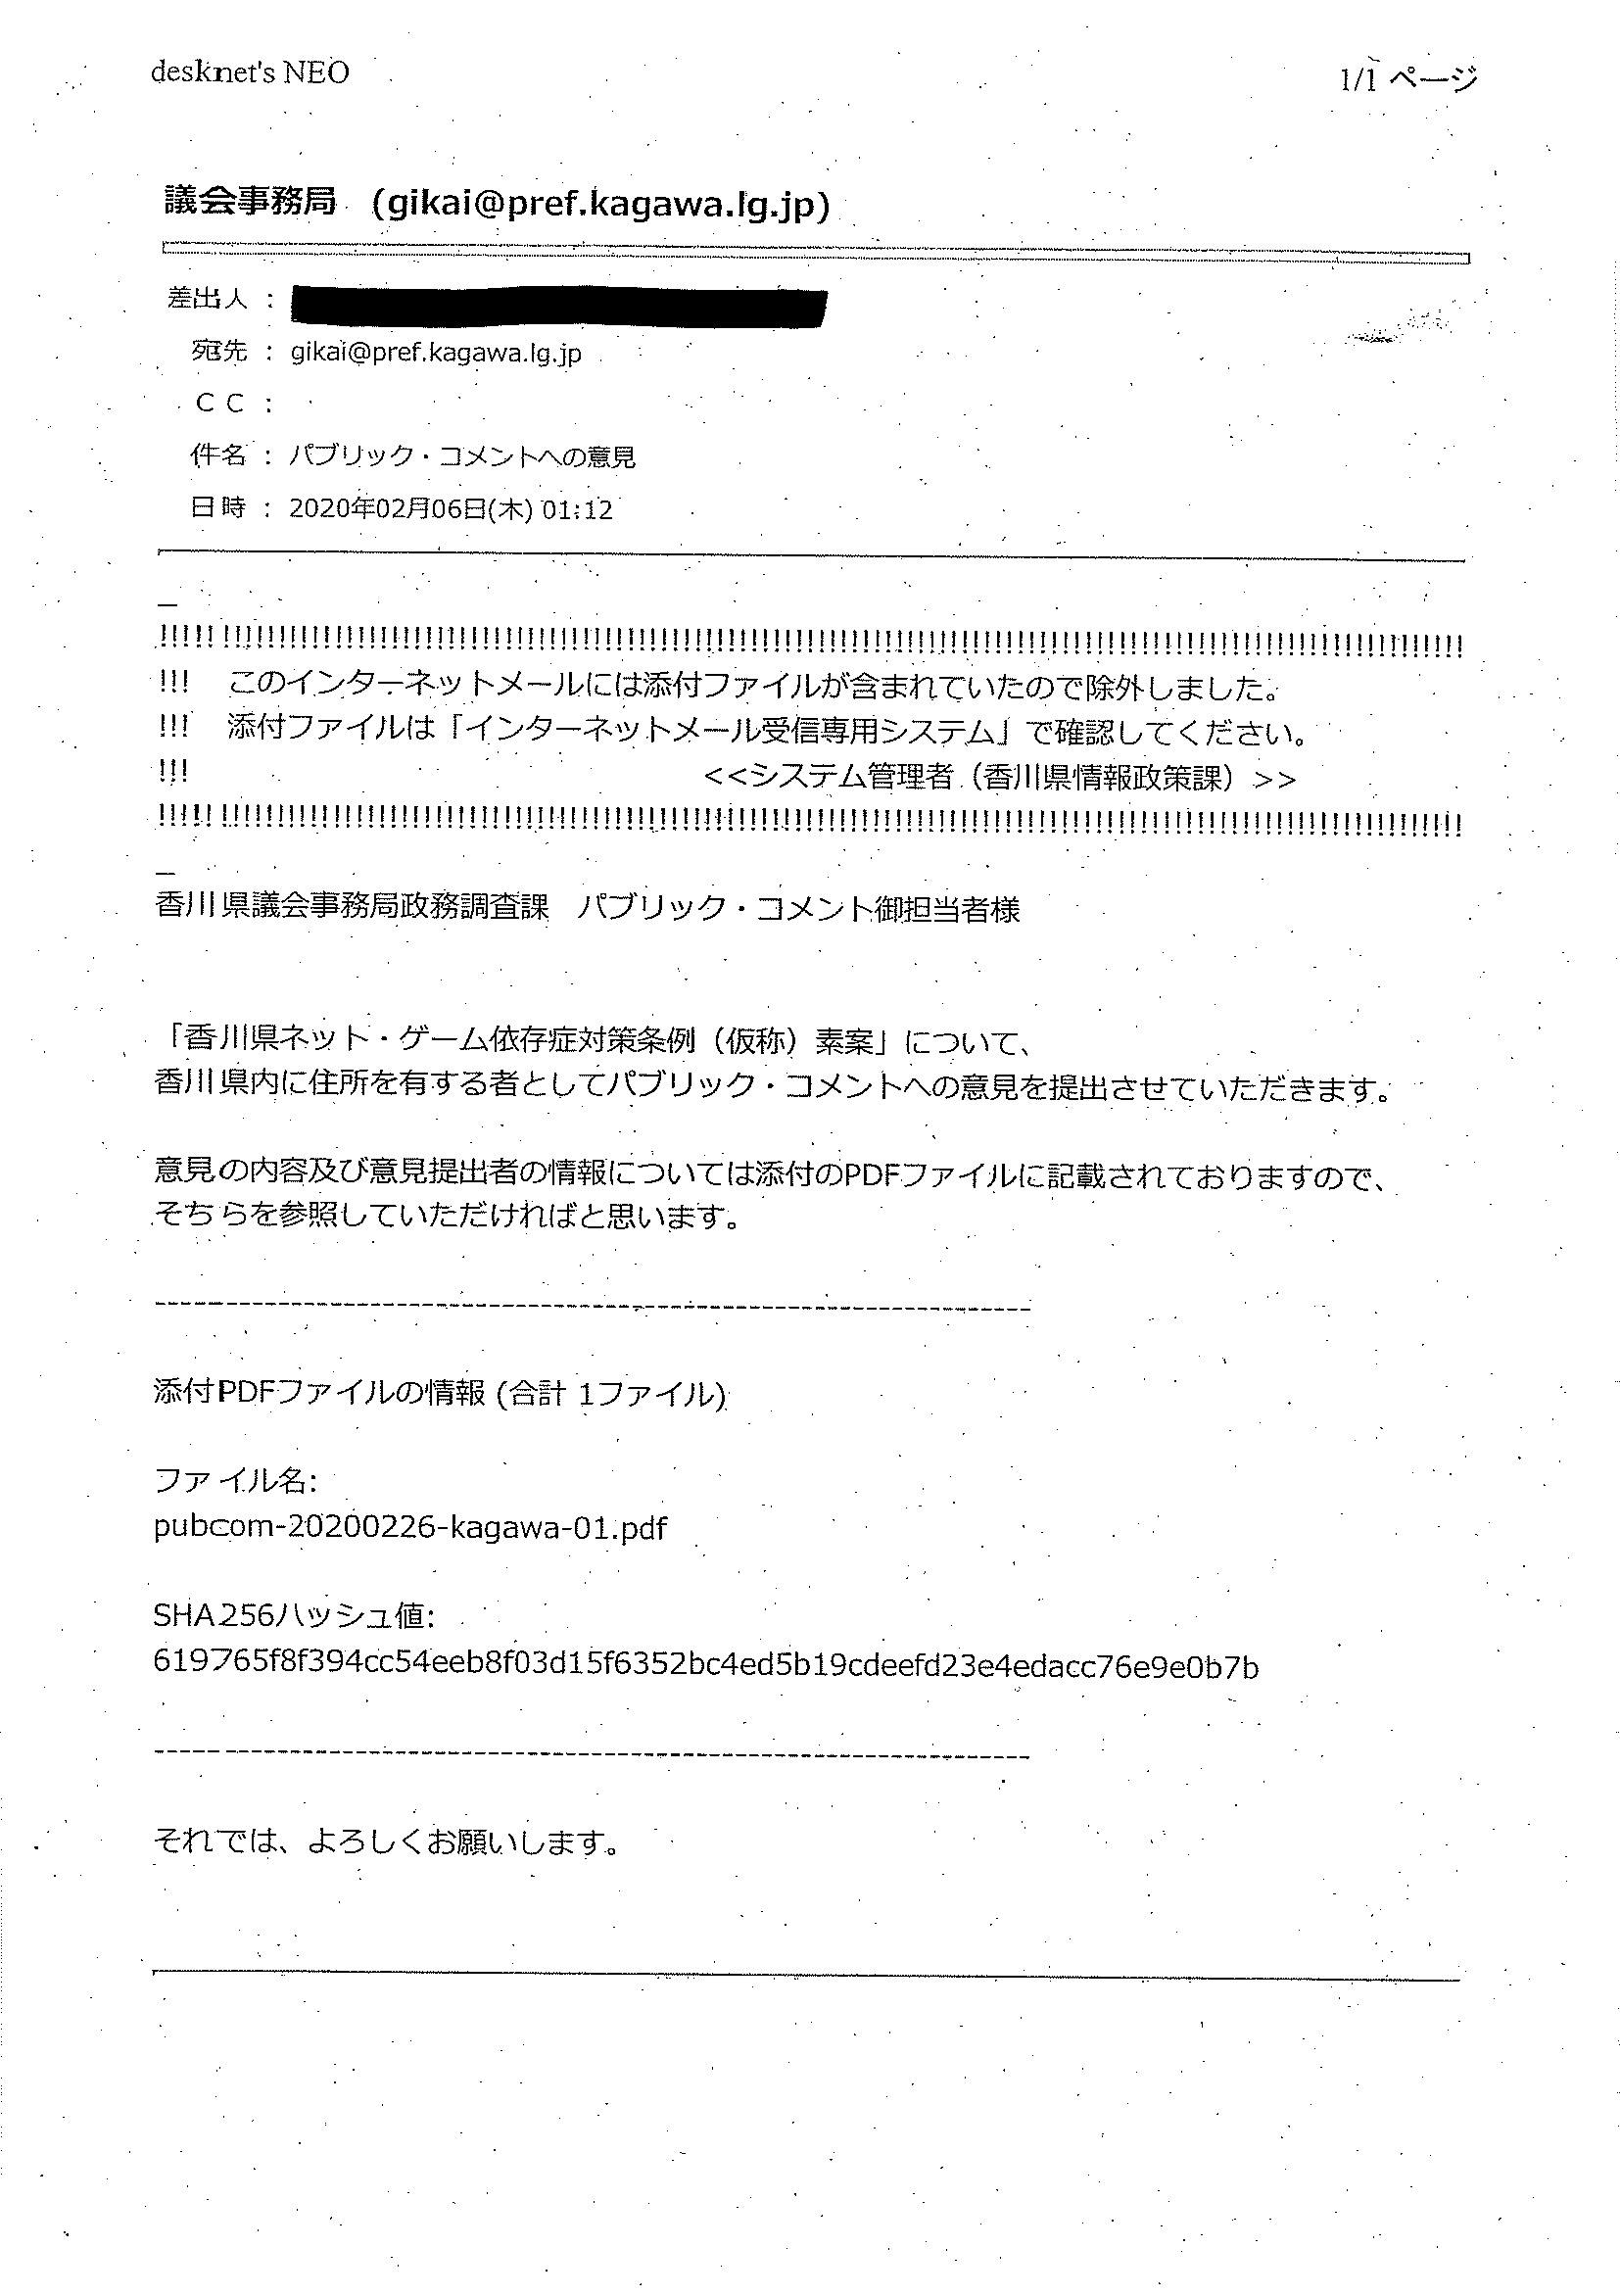 desknet's NEO
1/1 ページ
議会事務局 (gikai@pref.kagawa.lg.jp)
差出人 :
宛先 : gikai@pref.kagawa.lg.jp
CC :
件名 : パブリック・コメントへの意見
日時 : 2020年02月06日(木) 01:12
!!!!!!!!!!!!!!!!!!!!!!!!!!!!!!!!!!!!!!!!!!!!!!!!!!!!!!!!!!!!!!!!!!!!!!!!!!!!!!!!!!!!!!!!!!!!!!!!!!!!!!!!!!!!!!!!!!
!!! このインターネットメールには添付ファイルが含まれていたので除外しました。
!!! 添付ファイルは「インターネットメール受信専用システム」で確認してください。
!!! <<システム管理者（香川県情報政策課）>>
!!!!!!!!!!!!!!!!!!!!!!!!!!!!!!!!!!!!!!!!!!!!!!!!!!!!!!!!!!!!!!!!!!!!!!!!!!!!!!!!!!!!!!!!!!!!!!!!!!!!!!!!!!!!!!!!!!
香川県議会事務局政務調査課 パブリック・コメント御担当者様
「香川県ネット・ゲーム依存症対策条例（仮称）素案」について、
香川県内に住所を有する者としてパブリック・コメントへの意見を提出させていただきます。
意見の内容及び意見提出者の情報については添付のPDFファイルに記載されておりますので、
そちらを参照していただければと思います。
添付PDFファイルの情報 (合計 1ファイル)
ファイル名:
pubcom-20200226-kagawa-01.pdf
SHA256ハッシュ値:
619765f8f394cc54eeb8f03d15f6352bc4ed5b19cdeefd23e4edacc76e9e0b7b
それでは、よろしくお願いします。